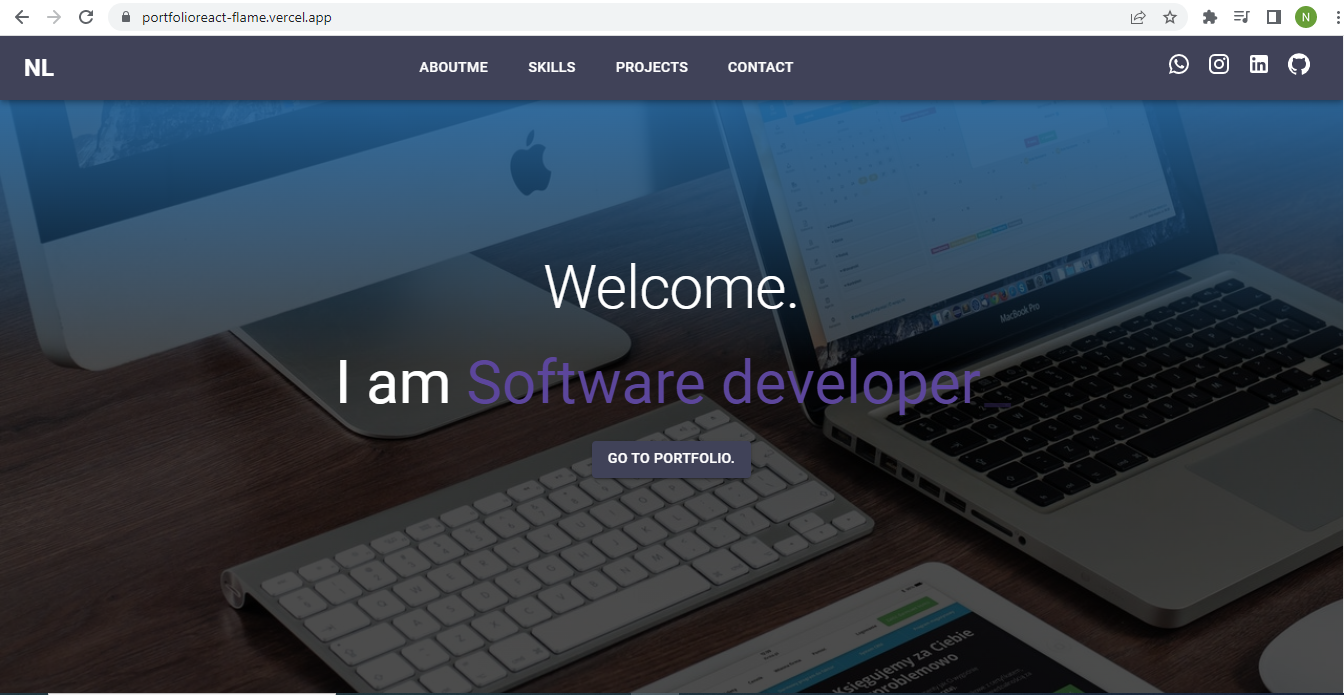 portfolioreact-flame.vercel.app
N
NL
ABOUTME SKILLS PROJECTS CONTACT
MacBook Pro
Welcome.
I am Software developer_
GO TO PORTFOLIO.
Księgujemy za Ciebie
problemowo